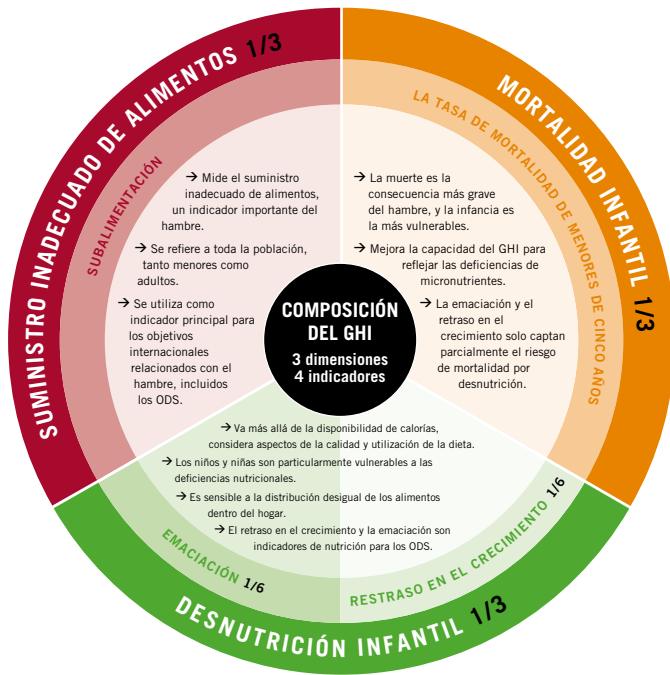 SUMINISTRO INADECUADO DE ALIMENTOS 1/3
SUBALIMENTACIÓN
→ Mide el suministro
inadecuado de alimentos,
un indicador importante del
hambre.
→ Se refiere a toda la población,
tanto menores como
adultos.
→ Se utiliza como
indicador principal para
los objetivos
internacionales
relacionados con el
hambre, incluidos
los ODS.
MORTALIDAD INFANTIL 1/3
LA TASA DE MORTALIDAD DE MENORES DE CINCO AÑOS
→ La muerte es la
consecuencia más grave
del hambre, y la infancia es
la más vulnerables.
→ Mejora la capacidad del GHI para
reflejar las deficiencias de
micronutrientes.
→ La emaciación y el
retraso en el
crecimiento solo captan
parcialmente el riesgo
de mortalidad por
desnutrición.
COMPOSICIÓN
DEL GHI
3 dimensiones
4 indicadores
→ Va más allá de la disponibilidad de calorías,
considera aspectos de la calidad y utilización de la dieta.
→ Los niños y niñas son particularmente vulnerables a las
deficiencias nutricionales.
→ Es sensible a la distribución desigual de los alimentos
dentro del hogar.
→ El retraso en el crecimiento y la emaciación son
indicadores de nutrición para los ODS.
EMACIACIÓN 1/6
RESTRASO EN EL CRECIMIENTO 1/6
DESNUTRICIÓN INFANTIL 1/3